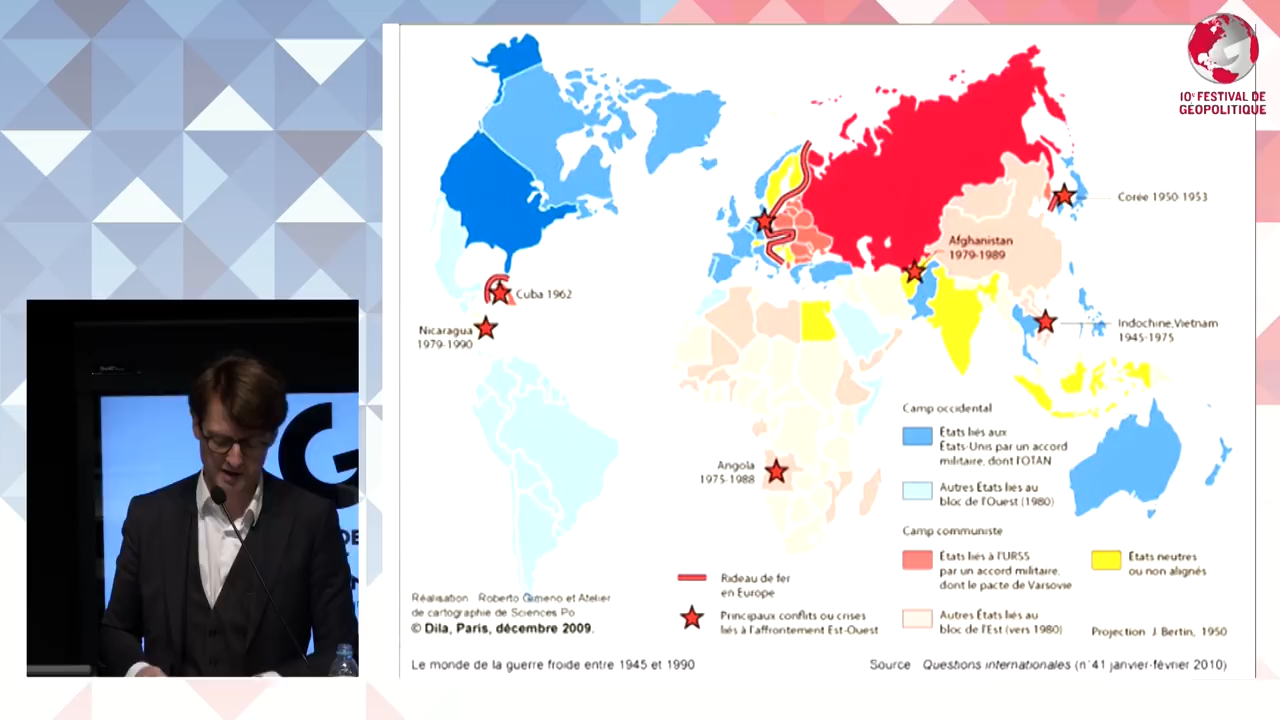 10e FESTIVAL DE
GÉOPOLITIQUE
Corée 1950-1953
Afghanistan
1979-1989
Cuba 1962
Nicaragua
1979-1990
Indochine, Vietnam
1945-1975
Angola
1975-1988
Camp occidental
États liés aux
États-Unis par un accord
militaire, dont l'OTAN
Autres États liés au
bloc de l'Ouest (1980)
Camp communiste
États liés à l'URSS
par un accord militaire,
dont le pacte de Varsovie
Autres États liés au
bloc de l'Est (vers 1980)
États neutres
ou non alignés
Projection J. Bertin, 1950
Rideau de fer
en Europe
Principaux conflits ou crises
liés à l'affrontement Est-Ouest
Réalisation Roberto Gimeno et Atelier
de cartographie de Sciences Po
© Dila, Paris, décembre 2009.
Le monde de la guerre froide entre 1945 et 1990
Source Questions internationales (n°41 janvier-février 2010)
G